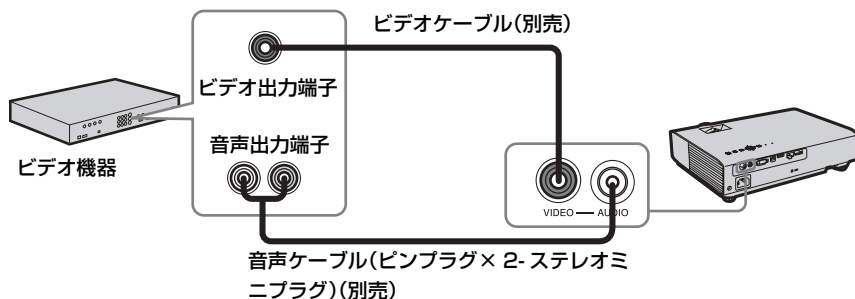 ビデオケーブル（別売）
ビデオ出力端子
音声出力端子
ビデオ機器
VIDEO AUDIO
音声ケーブル（ピンプラグ× 2- ステレオミ
ニプラグ）（別売）